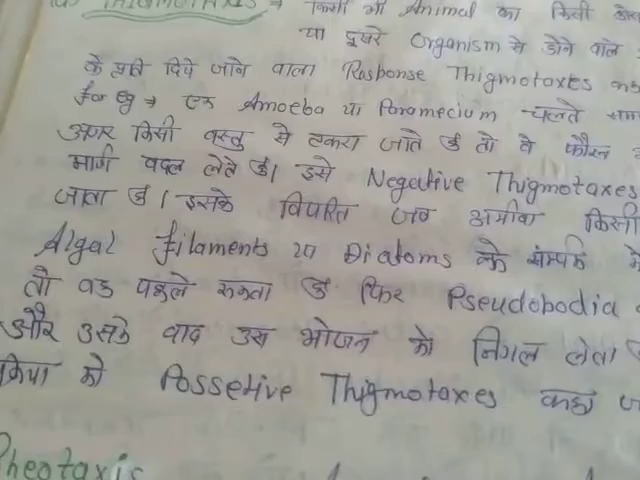 THIGMOTAXIS → किसी भी Animal का किसी
या दूसरे Organism से होने वाले
के प्रति दिये जाने वाला Response Thigmotaxes
for eg → एक Amoeba या Paramecium चलते
अगर किसी वस्तु से टकरा जाते है तो वे फौरन
मार्ग बदल लेते है। इसे Negative Thigmotaxes
जाता है। इसके विपरित जब अमीबा किसी
Algal filaments या Diatoms के संम्पर्क मे
तो वह पहले रुकता है फिर Pseudobodia
और उसके बाद उस भोजन को निगल लेता
क्रिया को Possetive Thigmotaxes कहा
Rheotaxis